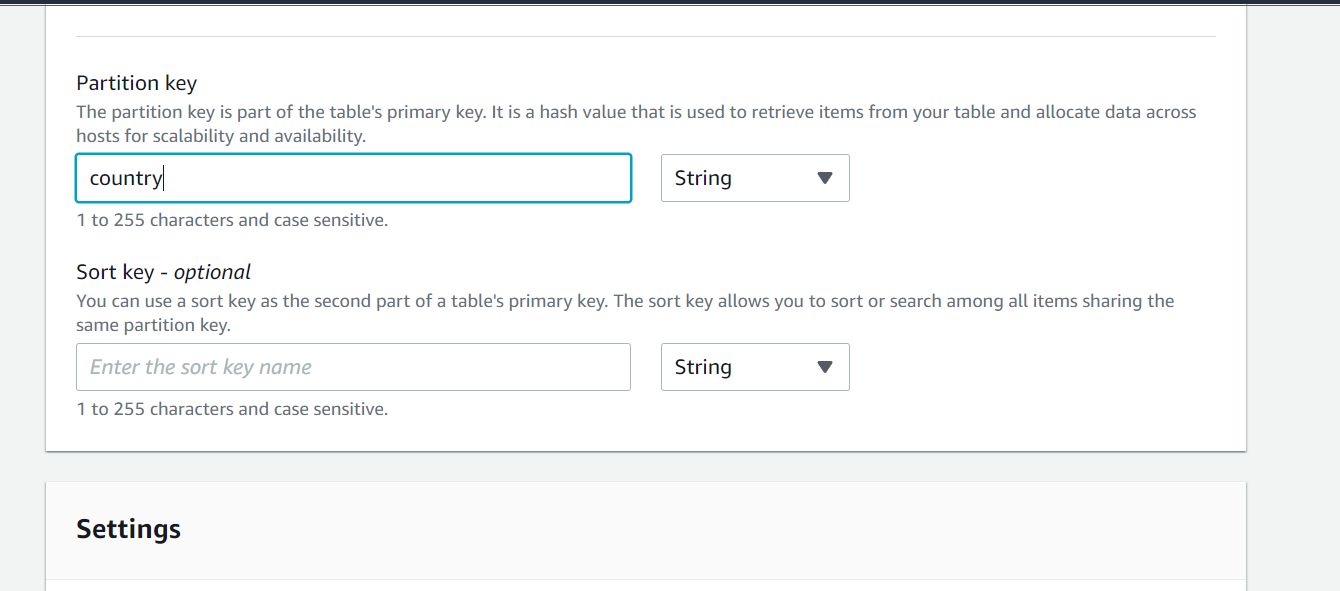 Partition key
The partition key is part of the table's primary key. It is a hash value that is used to retrieve items from your table and allocate data across
hosts for scalability and availability.
country
String
1 to 255 characters and case sensitive.
Sort key - optional
You can use a sort key as the second part of a table's primary key. The sort key allows you to sort or search among all items sharing the
same partition key.
Enter the sort key name
String
1 to 255 characters and case sensitive.
Settings